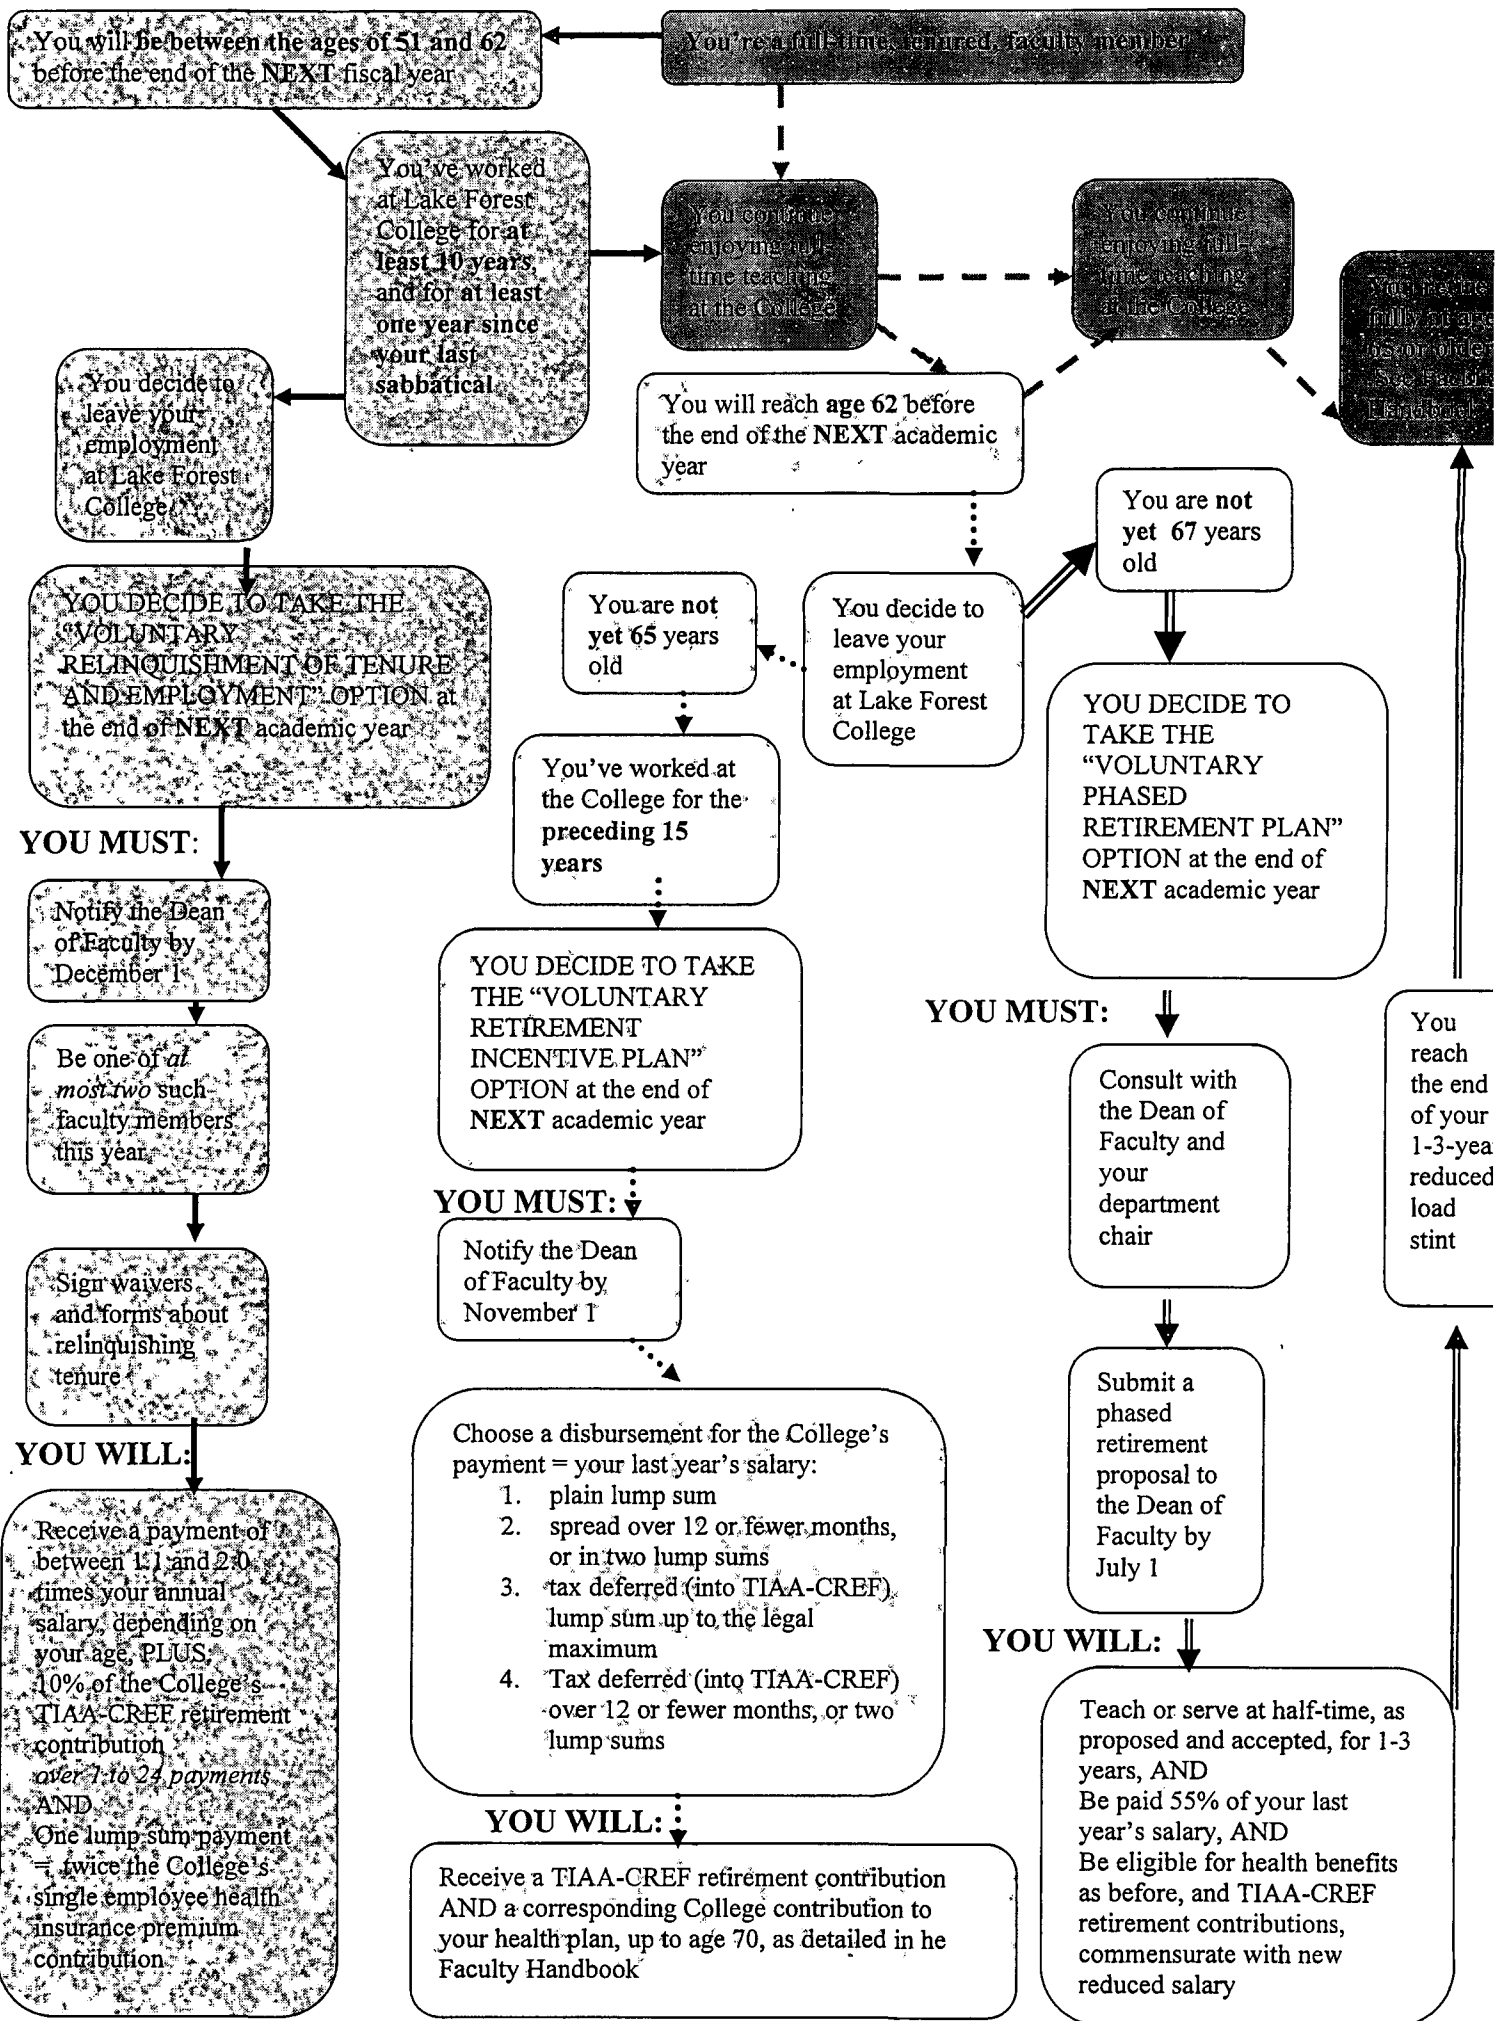 You will be between the ages of 51 and 62
before the end of the NEXT fiscal year
You're a full-time, tenured, faculty member
You've worked
at Lake Forest
College for at
least 10 years,
and for at least
one year since
your last
sabbatical
You continue
enjoying full-
time teaching
at the College
You continue
enjoying full-
time teaching
at the College
You retire
fully at age
65 or older
See Facult
Handbook
You decide to
leave your
employment
at Lake Forest
College
You will reach age 62 before
the end of the NEXT academic
year
You are not
yet 67 years
old
You are not
yet 65 years
old
You decide to
leave your
employment
at Lake Forest
College
YOU DECIDE TO TAKE THE
“VOLUNTARY
RELINQUISHMENT OF TENURE
AND EMPLOYMENT” OPTION at
the end of NEXT academic year
You've worked at
the College for the
preceding 15
years
YOU DECIDE TO
TAKE THE
“VOLUNTARY
PHASED
RETIREMENT PLAN”
OPTION at the end of
NEXT academic year
YOU MUST:
Notify the Dean
of Faculty by
December 1
Be one of at
most two such
faculty members
this year
Sign waivers
and forms about
relinquishing
tenure
YOU WILL:
Receive a payment of
between 1.1 and 2.0
times your annual
salary, depending on
your age, PLUS
10% of the College's
TIAA-CREF retirement
contribution
over 1 to 24 payments
AND
One lump sum payment
= twice the College's
single employee health
insurance premium
contribution
YOU DECIDE TO TAKE
THE “VOLUNTARY
RETIREMENT
INCENTIVE PLAN”
OPTION at the end of
NEXT academic year
YOU MUST:
Notify the Dean
of Faculty by
November 1
Choose a disbursement for the College's
payment = your last year's salary:
1. plain lump sum
2. spread over 12 or fewer months,
or in two lump sums
3. tax deferred (into TIAA-CREF)
lump sum up to the legal
maximum
4. Tax deferred (into TIAA-CREF)
over 12 or fewer months, or two
lump sums
YOU WILL:
Receive a TIAA-CREF retirement contribution
AND a corresponding College contribution to
your health plan, up to age 70, as detailed in he
Faculty Handbook
YOU MUST:
Consult with
the Dean of
Faculty and
your
department
chair
Submit a
phased
retirement
proposal to
the Dean of
Faculty by
July 1
YOU WILL:
Teach or serve at half-time, as
proposed and accepted, for 1-3
years, AND
Be paid 55% of your last
year's salary, AND
Be eligible for health benefits
as before, and TIAA-CREF
retirement contributions,
commensurate with new
reduced salary
You
reach
the end
of your
1-3-year
reduced
load
stint